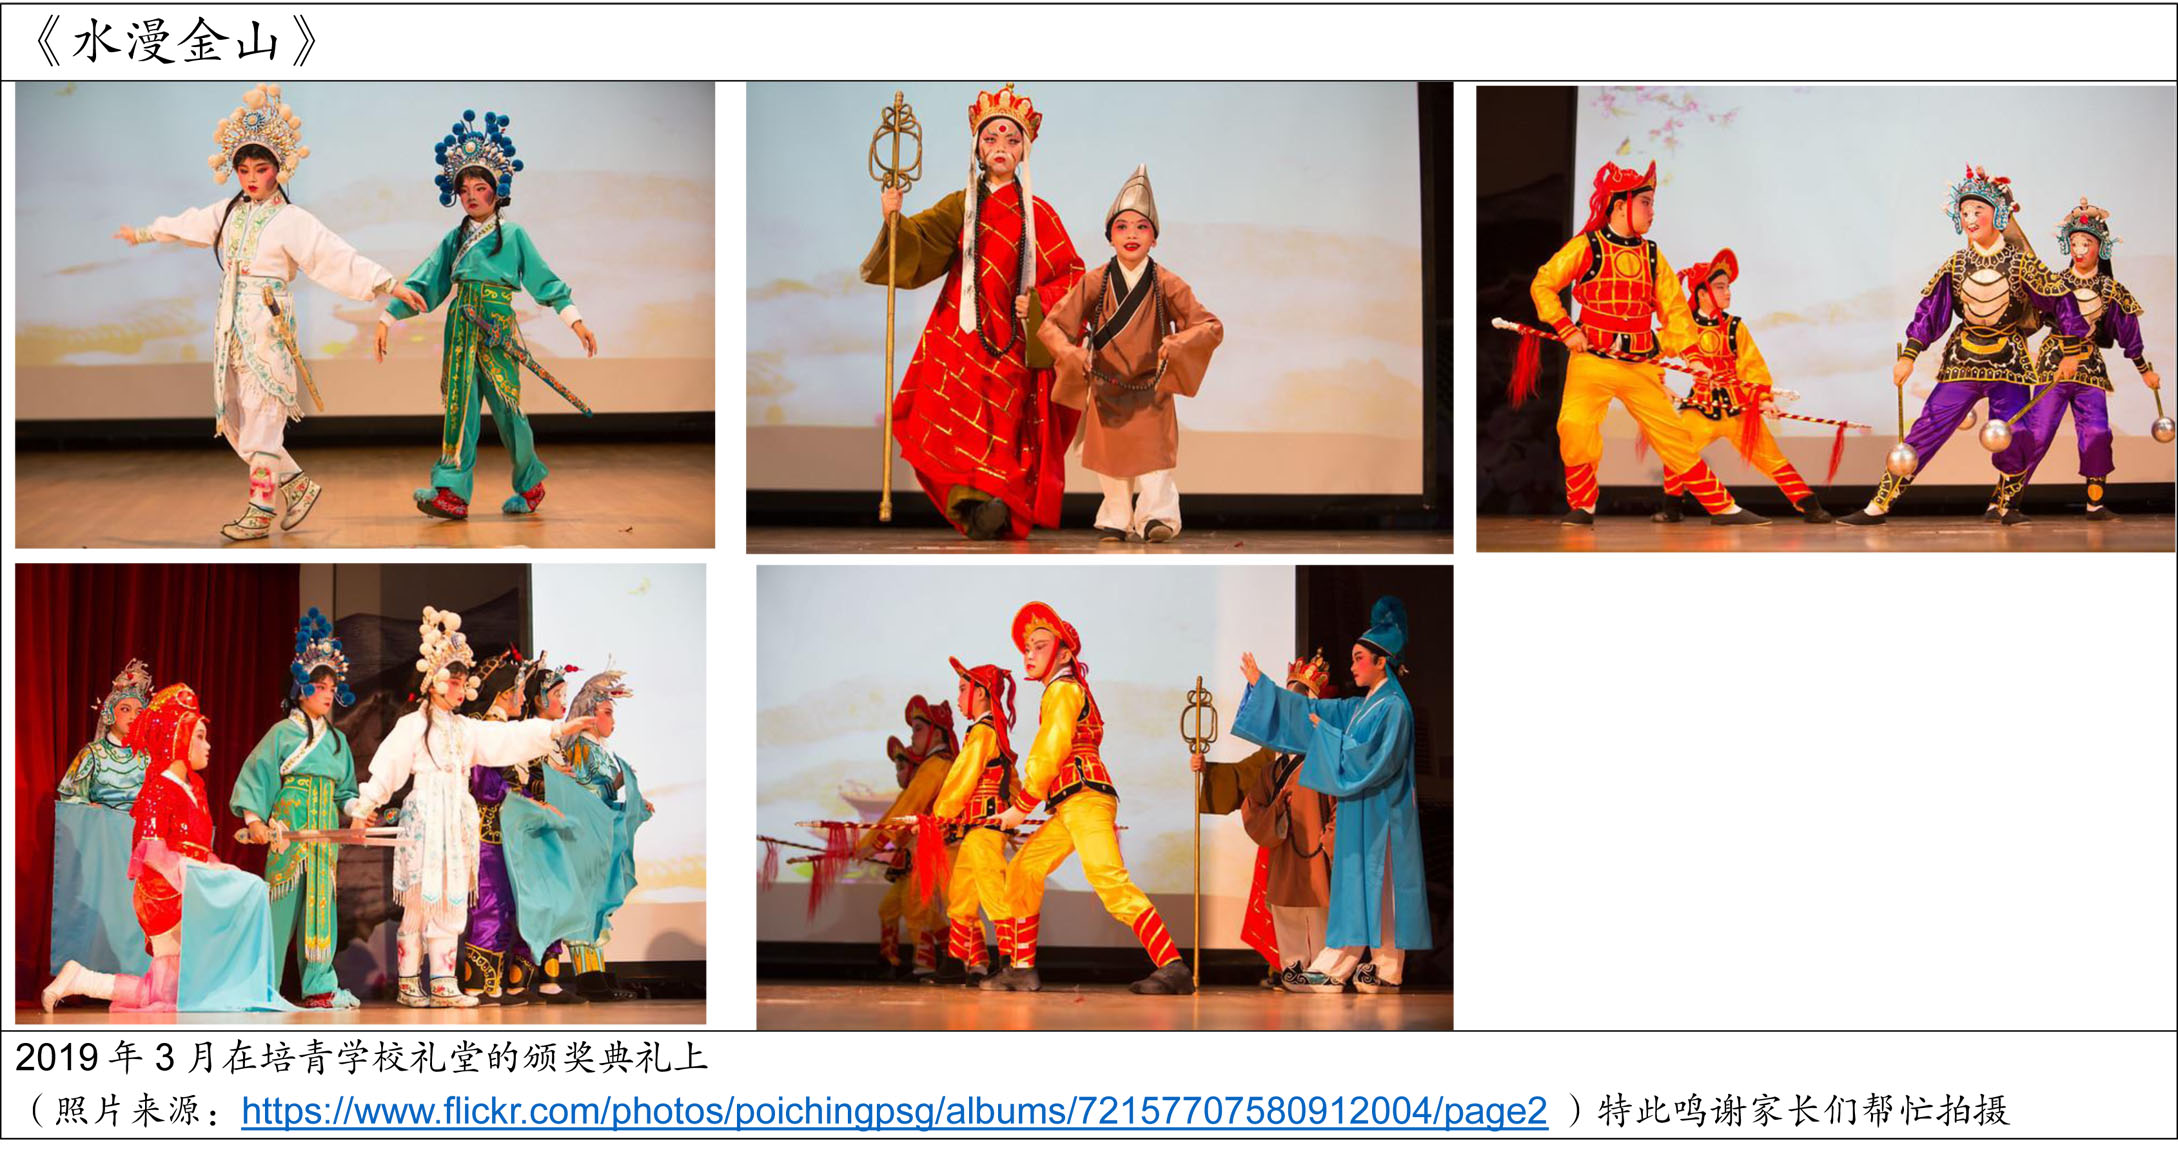 《水漫金山》
2019 年 3 月在培青学校礼堂的颁奖典礼上
（照片来源：https://www.flickr.com/photos/poichingpsg/albums/72157707580912004/page2 ）特此鸣谢家长们帮忙拍摄